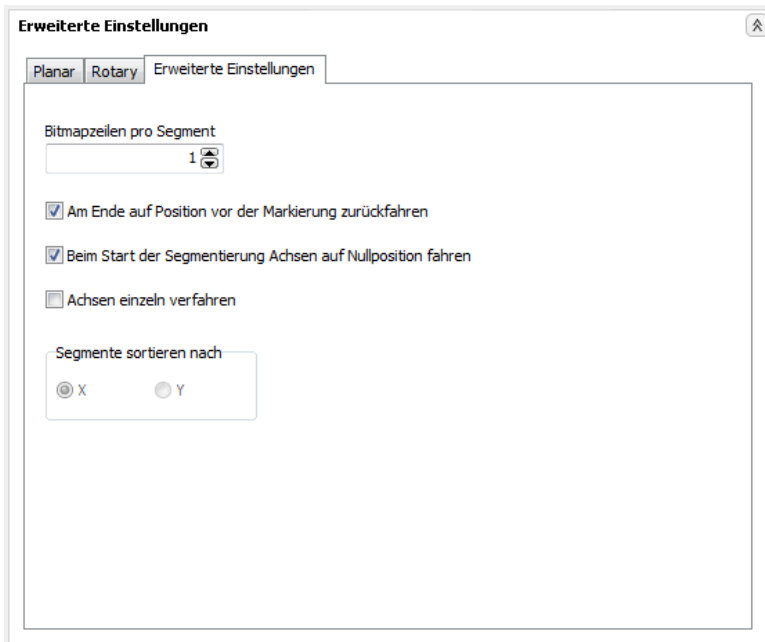 Erweiterte Einstellungen
Planar Rotary Erweiterte Einstellungen
Bitmapzeilen pro Segment
1
Am Ende auf Position vor der Markierung zurückfahren
Beim Start der Segmentierung Achsen auf Nullposition fahren
Achsen einzeln verfahren
Segmente sortieren nach
X Y